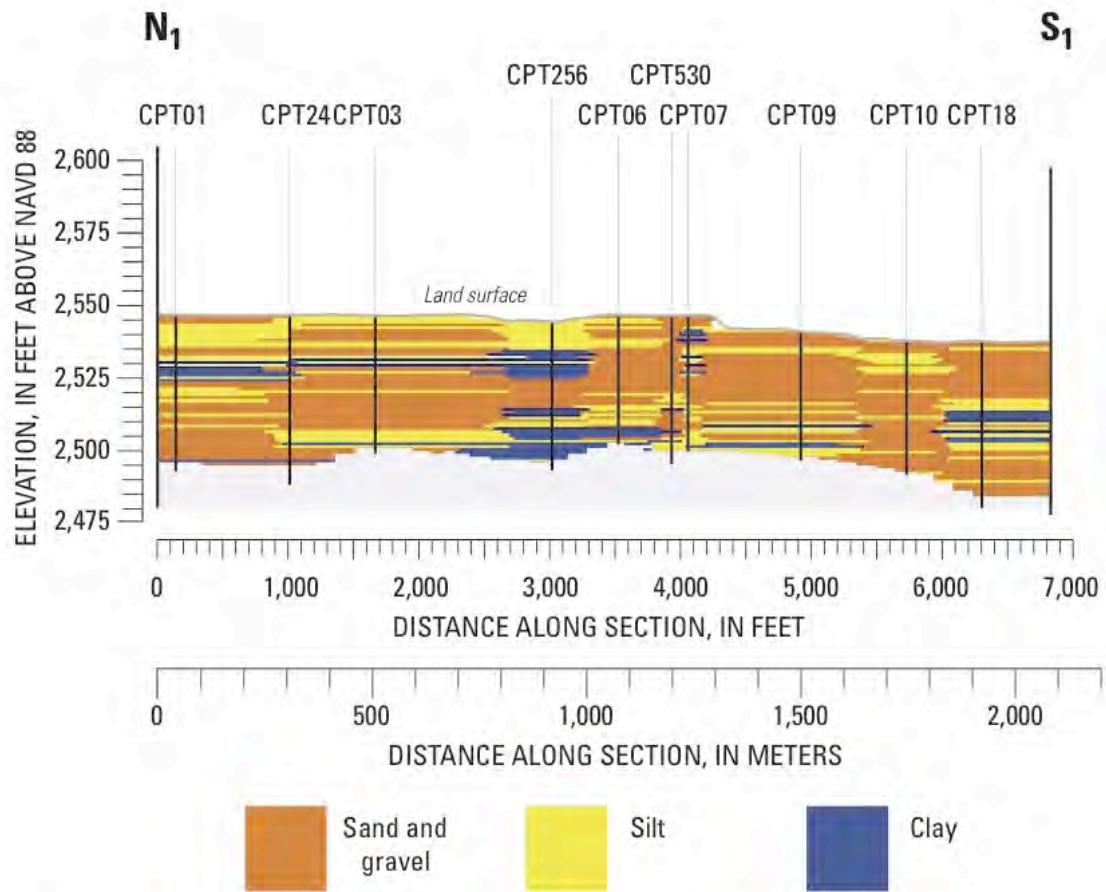 N1
S1
CPT256
CPT530
CPT01
CPT24
CPT03
CPT06
CPT07
CPT09
CPT10
CPT18
ELEVATION, IN FEET ABOVE NAVD 88
2,600
2,575
2,550
2,525
2,500
2,475
Land surface
0
1,000
2,000
3,000
4,000
5,000
6,000
7,000
DISTANCE ALONG SECTION, IN FEET
0
500
1,000
1,500
2,000
DISTANCE ALONG SECTION, IN METERS
Sand and
gravel
Silt
Clay